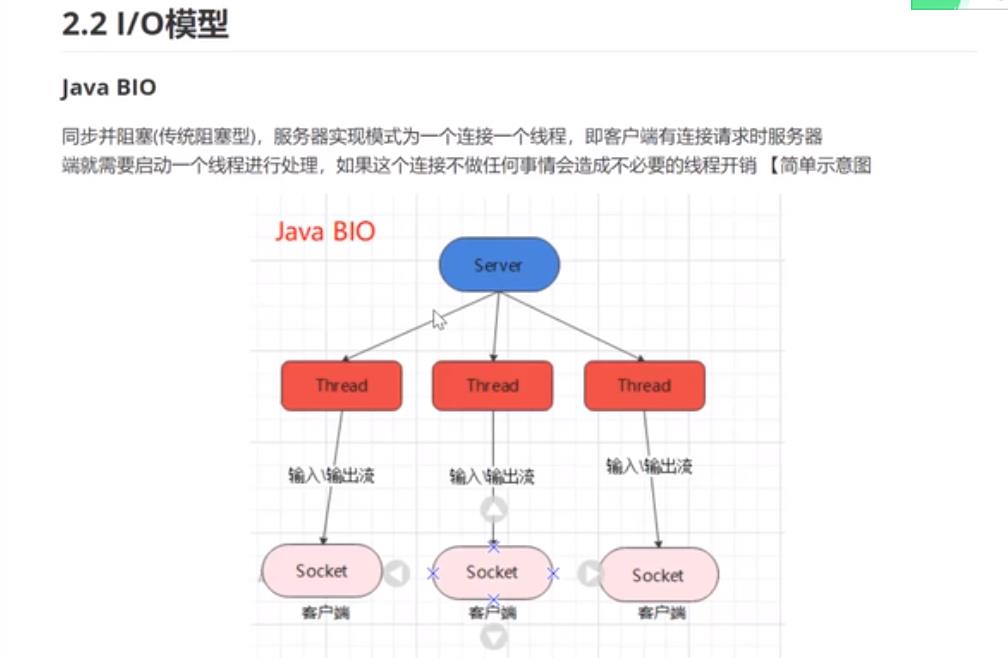 2.2 I/O模型
Java BIO
同步并阻塞(传统阻塞型)，服务器实现模式为一个连接一个线程，即客户端有连接请求时服务器
端就需要启动一个线程进行处理，如果这个连接不做任何事情会造成不必要的线程开销 【简单示意图
Java BIO
Server
Thread
Thread
Thread
输入\输出流
输入\输出流
输入\输出流
Socket
Socket
Socket
客户端
客户端
客户端